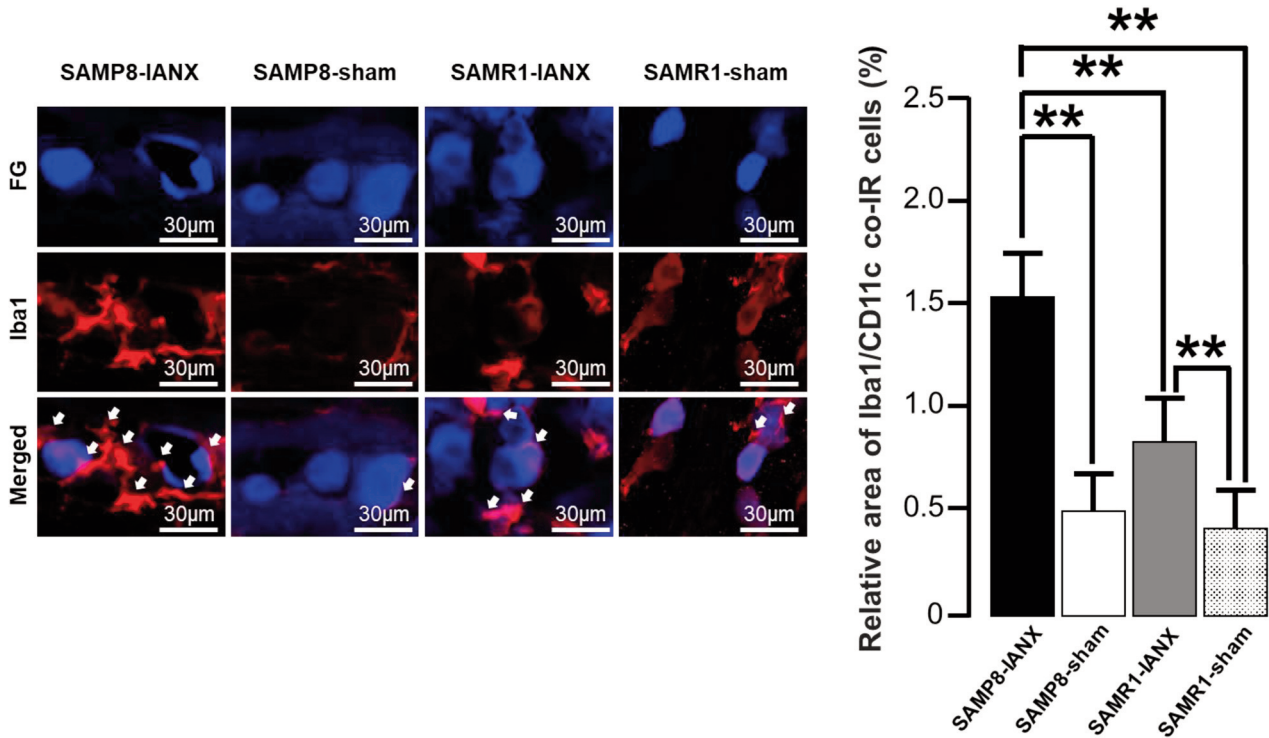 SAMP8-IANX SAMP8-sham SAMR1-IANX SAMR1-sham
FG
30µm 30µm 30µm 30µm
Iba1
30µm 30µm 30µm 30µm
Merged
30µm 30µm 30µm 30µm
Relative area of Iba1/CD11c co-IR cells (%)
**
**
**
**
2.5
2.0
1.5
1.0
0.5
0
SAMP8-IANX
SAMP8-sham
SAMR1-IANX
SAMR1-sham